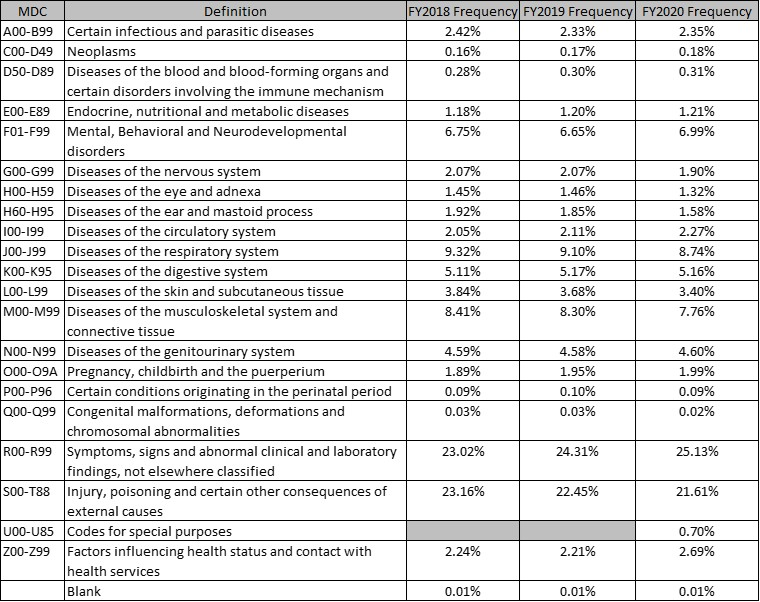 MDC Definition FY2018 Frequency FY2019 Frequency FY2020 Frequency
A00-B99 Certain infectious and parasitic diseases 2.42% 2.33% 2.35%
C00-D49 Neoplasms 0.16% 0.17% 0.18%
D50-D89 Diseases of the blood and blood-forming organs and 0.28% 0.30% 0.31%
certain disorders involving the immune mechanism
E00-E89 Endocrine, nutritional and metabolic diseases 1.18% 1.20% 1.21%
F01-F99 Mental, Behavioral and Neurodevelopmental 6.75% 6.65% 6.99%
disorders
G00-G99 Diseases of the nervous system 2.07% 2.07% 1.90%
H00-H59 Diseases of the eye and adnexa 1.45% 1.46% 1.32%
H60-H95 Diseases of the ear and mastoid process 1.92% 1.85% 1.58%
I00-I99 Diseases of the circulatory system 2.05% 2.11% 2.27%
J00-J99 Diseases of the respiratory system 9.32% 9.10% 8.74%
K00-K95 Diseases of the digestive system 5.11% 5.17% 5.16%
L00-L99 Diseases of the skin and subcutaneous tissue 3.84% 3.68% 3.40%
M00-M99 Diseases of the musculoskeletal system and 8.41% 8.30% 7.76%
connective tissue
N00-N99 Diseases of the genitourinary system 4.59% 4.58% 4.60%
O00-O9A Pregnancy, childbirth and the puerperium 1.89% 1.95% 1.99%
P00-P96 Certain conditions originating in the perinatal period 0.09% 0.10% 0.09%
Q00-Q99 Congenital malformations, deformations and 0.03% 0.03% 0.02%
chromosomal abnormalities
R00-R99 Symptoms, signs and abnormal clinical and laboratory 23.02% 24.31% 25.13%
findings, not elsewhere classified
S00-T88 Injury, poisoning and certain other consequences of 23.16% 22.45% 21.61%
external causes
U00-U85 Codes for special purposes 0.70%
Z00-Z99 Factors influencing health status and contact with 2.24% 2.21% 2.69%
health services
Blank 0.01% 0.01% 0.01%